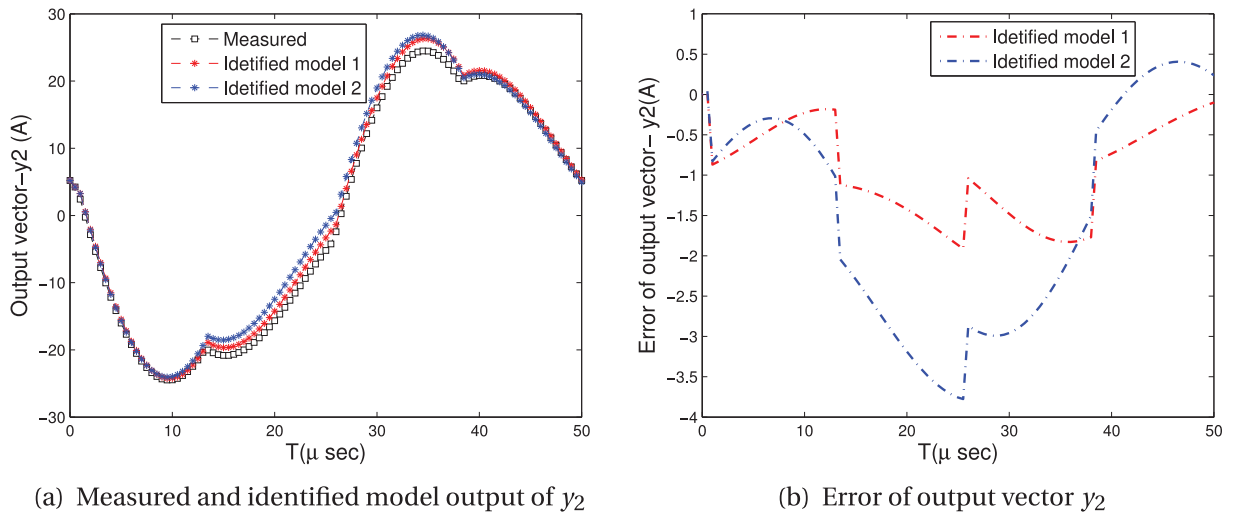 30
20
10
0
−10
−20
−30
Output vector−y2 (A)
Measured
Idetified model 1
Idetified model 2
0 10 20 30 40 50
T(μ sec)
(a) Measured and identified model output of y₂
1
0.5
0
−0.5
−1
−1.5
−2
−2.5
−3
−3.5
−4
Error of output vector− y2(A)
Idetified model 1
Idetified model 2
0 10 20 30 40 50
T(μ sec)
(b) Error of output vector y₂